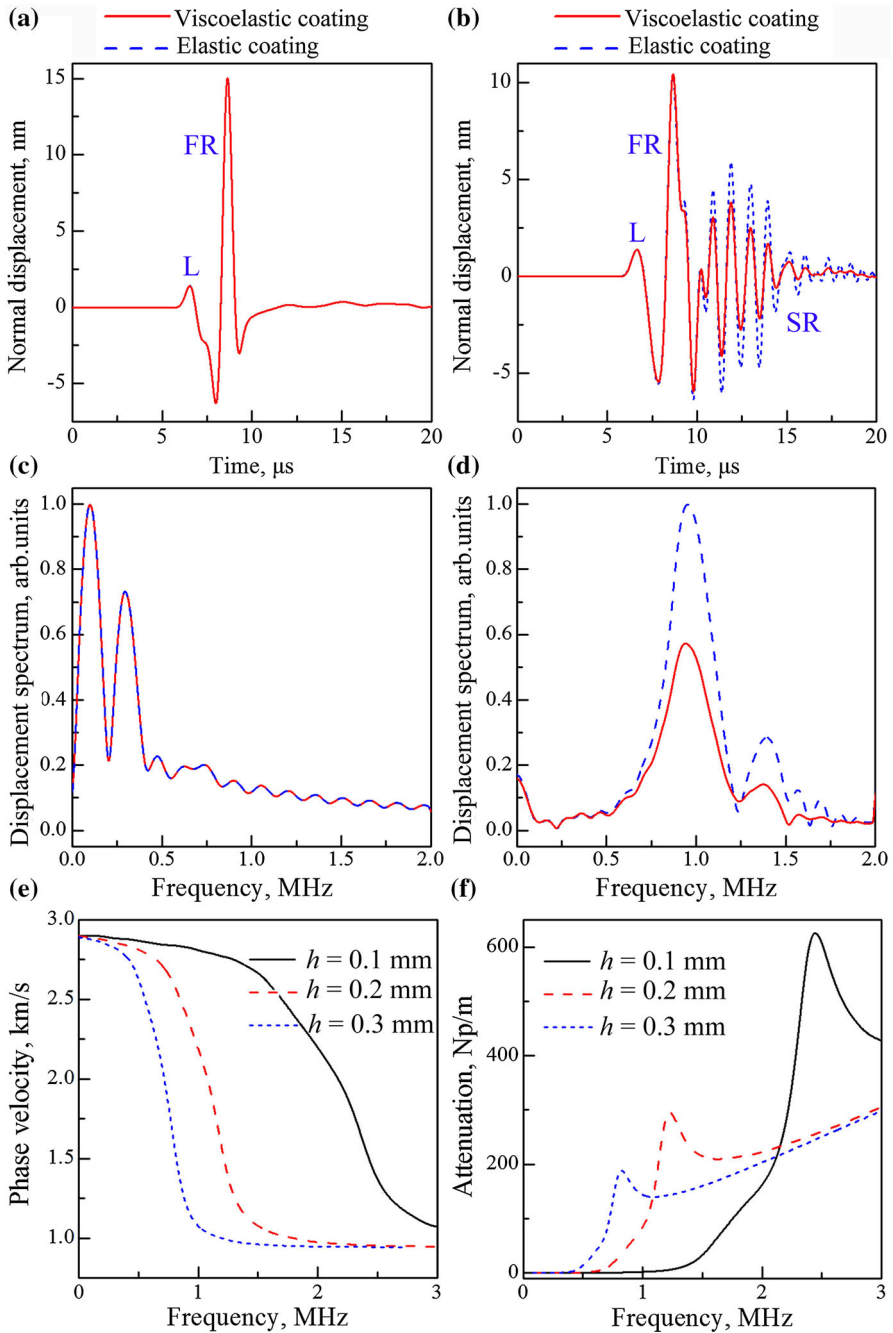 (a)
Viscoelastic coating
Elastic coating
Normal displacement, nm
15
10
5
0
-5
FR
L
0
5
10
15
20
Time, μs
(b)
Viscoelastic coating
Elastic coating
Normal displacement, nm
10
5
0
-5
FR
L
SR
0
5
10
15
20
Time, μs
(c)
Displacement spectrum, arb.units
1.0
0.8
0.6
0.4
0.2
0.0
0.0
0.5
1.0
1.5
2.0
Frequency, MHz
(d)
Displacement spectrum, arb.units
1.0
0.8
0.6
0.4
0.2
0.0
0.0
0.5
1.0
1.5
2.0
Frequency, MHz
(e)
Phase velocity, km/s
3.0
2.5
2.0
1.5
1.0
h = 0.1 mm
h = 0.2 mm
h = 0.3 mm
0
1
2
3
Frequency, MHz
(f)
Attenuation, Np/m
600
400
200
0
h = 0.1 mm
h = 0.2 mm
h = 0.3 mm
0
1
2
3
Frequency, MHz